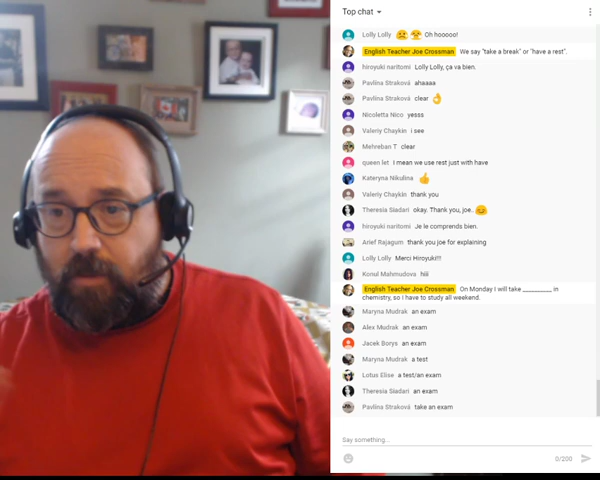 Top chat
Lolly Lolly Oh hooooo!
English Teacher Joe Crossman We say "take a break" or "have a rest".
hiroyuki naritomi Lolly Lolly, ça va bien.
Pavlína Straková ahaaaa
Pavlína Straková clear 👌
Nicoletta Nico yesss
Valeriy Chaykin i see
Mehreban T clear
queen let I mean we use rest just with have
Kateryna Nikulina 👍
Valeriy Chaykin thank you
Theresia Siadari okay. Thank you, joe.. 😊
hiroyuki naritomi Je le comprends bien.
Arief Rajagum thank you joe for explaining
Lolly Lolly Merci Hiroyuki!!!
Konul Mahmudova hiii
English Teacher Joe Crossman On Monday I will take __________ in
chemistry, so I have to study all weekend.
Maryna Mudrak an exam
Alex Mudrak an exam
Jacek Borys an exam
Maryna Mudrak a test
Lotus Elise a test/an exam
Theresia Siadari an exam
Pavlína Straková take an exam
Say something...
0/200